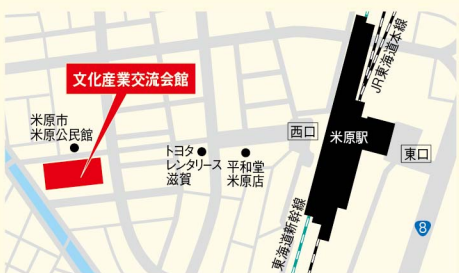 文化産業交流会館
米原市
米原公民館
トヨタ
レンタリース
滋賀
平和堂
米原店
西口
米原駅
東口
JR東海道本線
東海道新幹線
8